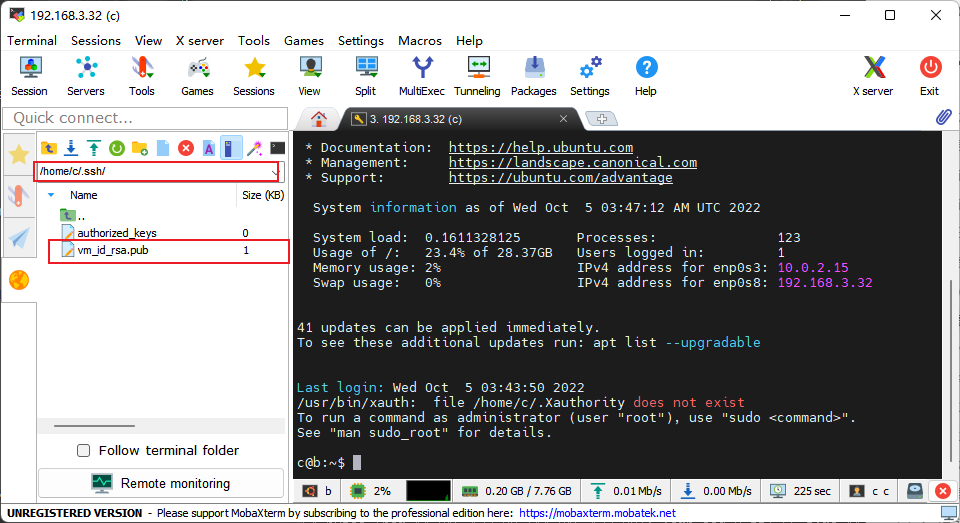 192.168.3.32 (c)
Terminal Sessions View X server Tools Games Settings Macros Help
Session Servers Tools Games Sessions View Split MultiExec Tunneling Packages Settings Help X server Exit
Quick connect...
3. 192.168.3.32 (c)
/home/c/.ssh/
Name Size (KB)
..
authorized_keys 0
vm_id_rsa.pub 1
Follow terminal folder
Remote monitoring
* Documentation: https://help.ubuntu.com
* Management: https://landscape.canonical.com
* Support: https://ubuntu.com/advantage
System information as of Wed Oct 5 03:47:12 AM UTC 2022
System load: 0.1611328125 Processes: 123
Usage of /: 23.4% of 28.37GB Users logged in: 1
Memory usage: 2% IPv4 address for enp0s3: 10.0.2.15
Swap usage: 0% IPv4 address for enp0s8: 192.168.3.32
41 updates can be applied immediately.
To see these additional updates run: apt list --upgradable
Last login: Wed Oct 5 03:43:50 2022
/usr/bin/xauth: file /home/c/.Xauthority does not exist
To run a command as administrator (user "root"), use "sudo <command>".
See "man sudo_root" for details.
c@b:~$
b 2% 0.20 GB / 7.76 GB 0.01 Mb/s 0.00 Mb/s 225 sec c c
UNREGISTERED VERSION - Please support MobaXterm by subscribing to the professional edition here: https://mobaxterm.mobatek.net